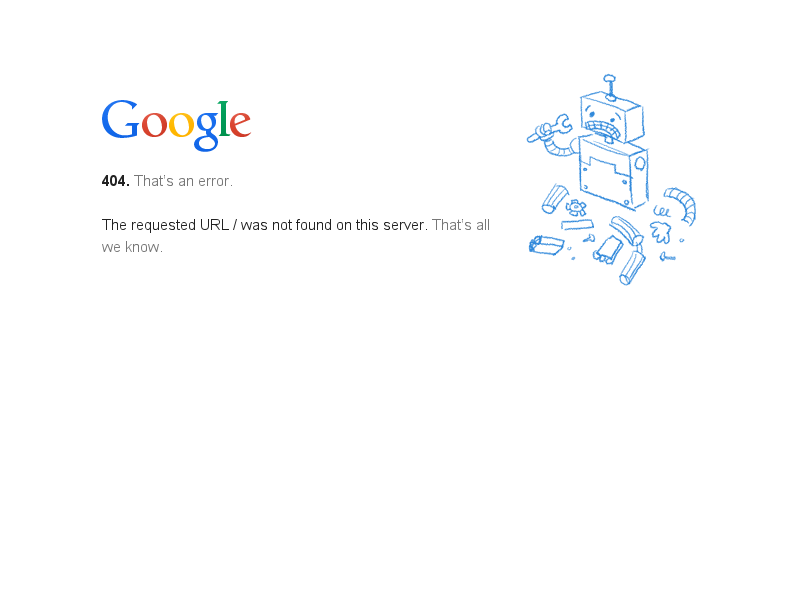 Google
404. That's an error.
The requested URL / was not found on this server. That's all
we know.